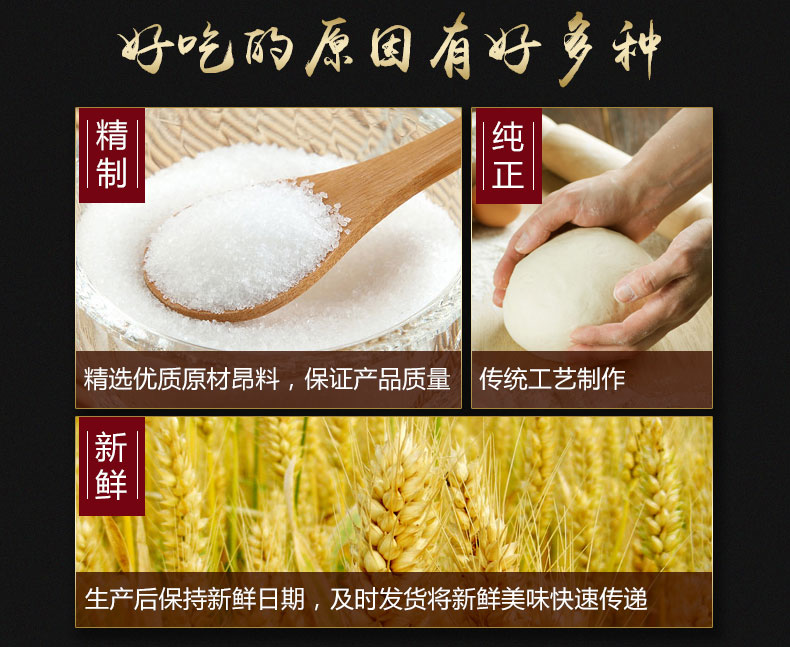 好吃的原因有好多种
精制
精选优质原材昂料，保证产品质量
纯正
传统工艺制作
新鲜
生产后保持新鲜日期，及时发货将新鲜美味快速传递